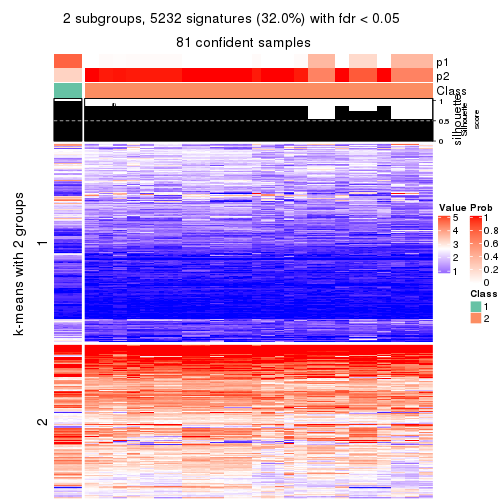 2 subgroups, 5232 signatures (32.0%) with fdr < 0.05
81 confident samples
p1
p2
Class
1
0.5
0
silhouette
Silhouette
score
k-means with 2 groups
1
2
Value
5
4
3
2
1
Prob
1
0.8
0.6
0.4
0.2
0
Class
1
2